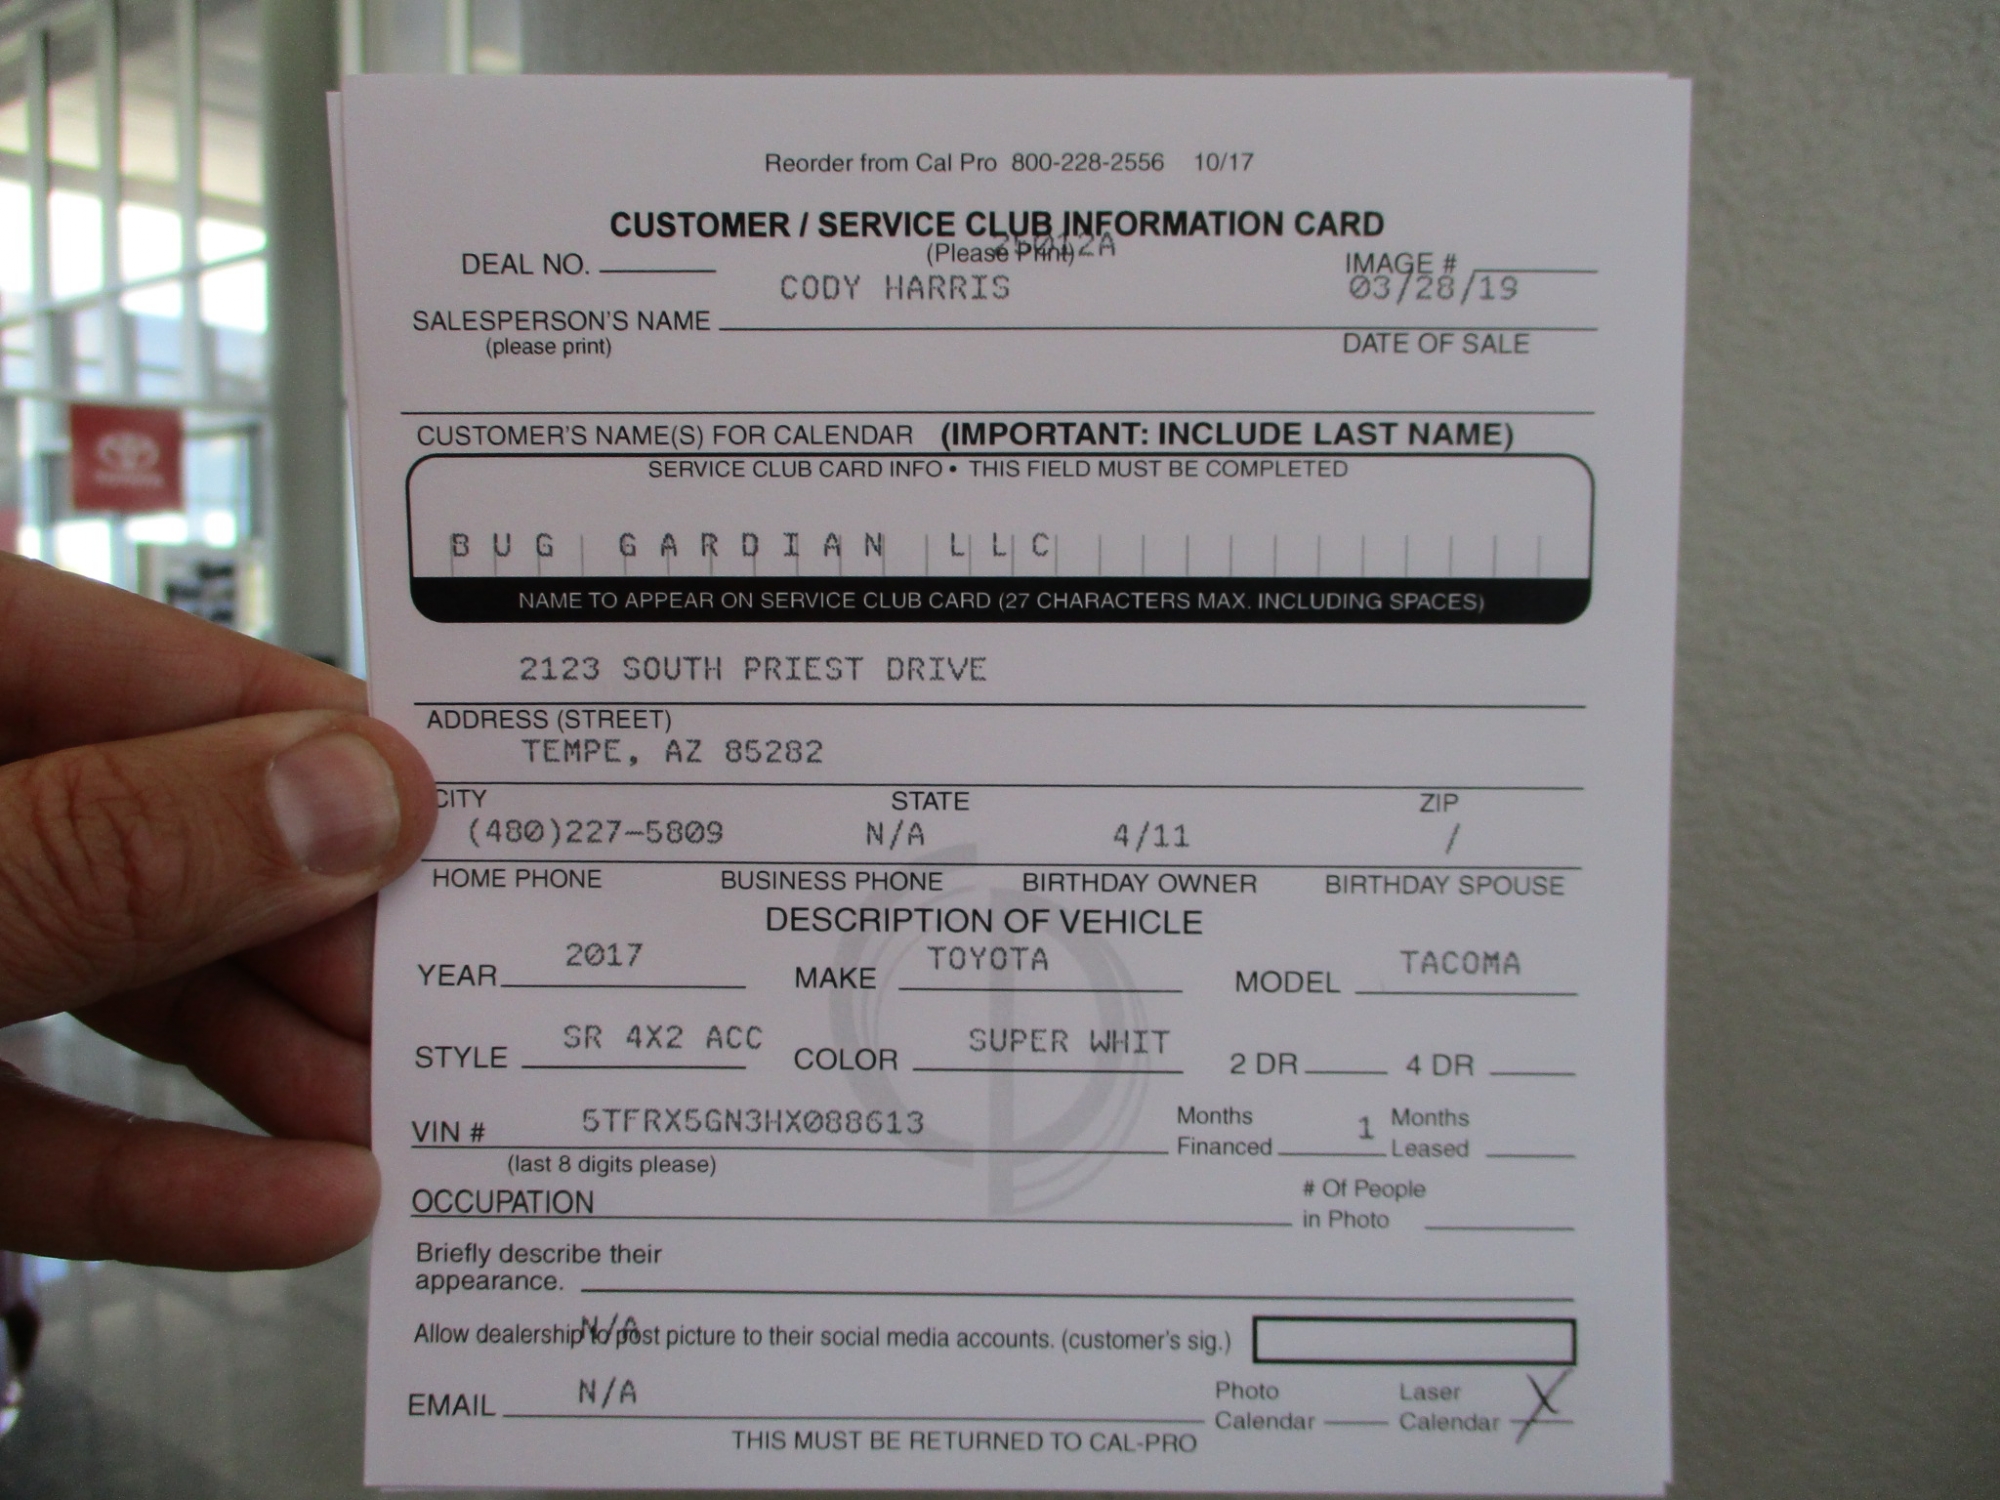 Reorder from Cal Pro 800-228-2556 10/17
CUSTOMER / SERVICE CLUB INFORMATION CARD
(Please Print)
DEAL NO. IMAGE #
CODY HARRIS 03/28/19
SALESPERSON'S NAME
(please print) DATE OF SALE
CUSTOMER'S NAME(S) FOR CALENDAR (IMPORTANT: INCLUDE LAST NAME)
SERVICE CLUB CARD INFO • THIS FIELD MUST BE COMPLETED
BUG GARDIAN LLC
NAME TO APPEAR ON SERVICE CLUB CARD (27 CHARACTERS MAX. INCLUDING SPACES)
2123 SOUTH PRIEST DRIVE
ADDRESS (STREET)
TEMPE, AZ 85282
CITY STATE ZIP
(480)227-5809 N/A 4/11 /
HOME PHONE BUSINESS PHONE BIRTHDAY OWNER BIRTHDAY SPOUSE
DESCRIPTION OF VEHICLE
YEAR 2017 MAKE TOYOTA MODEL TACOMA
STYLE SR 4X2 ACC COLOR SUPER WHIT 2 DR 4 DR
VIN # 5TFRX5GN3HX088613 Months Financed 1 Months Leased
(last 8 digits please)
OCCUPATION # Of People in Photo
Briefly describe their
appearance.
N/A
Allow dealership to post picture to their social media accounts. (customer's sig.)
EMAIL N/A Photo Calendar Laser Calendar X
THIS MUST BE RETURNED TO CAL-PRO
TOYOTA